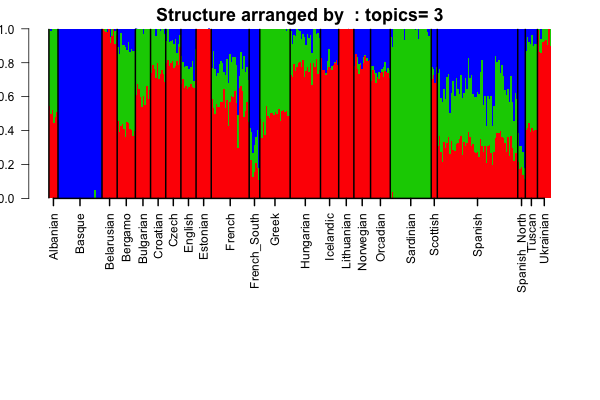 Structure arranged by : topics= 3
1.0
0.8
0.6
0.4
0.2
0.0
Albanian
Basque
Belarusian
Bergamo
Bulgarian
Croatian
Czech
English
Estonian
French
French_South
Greek
Hungarian
Icelandic
Lithuanian
Norwegian
Orcadian
Sardinian
Scottish
Spanish
Spanish_North
Tuscan
Ukrainian